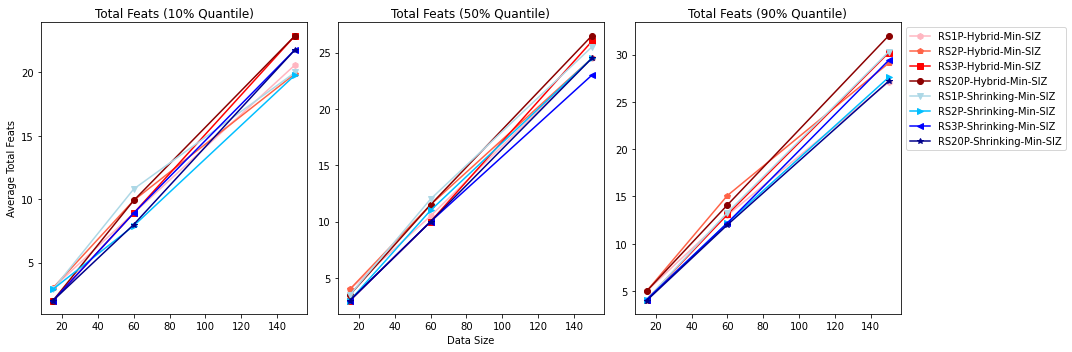 Total Feats (10% Quantile)
Total Feats (50% Quantile)
Total Feats (90% Quantile)
Average Total Feats
20
15
10
5
20 40 60 80 100 120 140
25
20
15
10
5
20 40 60 80 100 120 140
Data Size
30
25
20
15
10
5
20 40 60 80 100 120 140
RS1P-Hybrid-Min-SIZ
RS2P-Hybrid-Min-SIZ
RS3P-Hybrid-Min-SIZ
RS20P-Hybrid-Min-SIZ
RS1P-Shrinking-Min-SIZ
RS2P-Shrinking-Min-SIZ
RS3P-Shrinking-Min-SIZ
RS20P-Shrinking-Min-SIZ